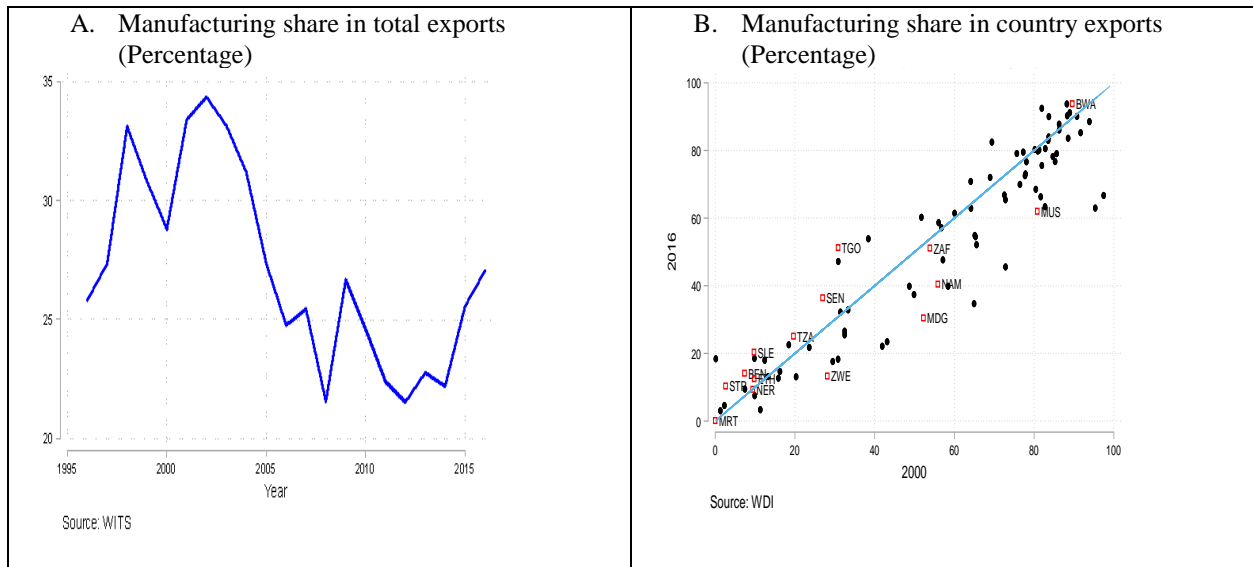 A. Manufacturing share in total exports
(Percentage)
35
30
25
20
1995
2000
2005
2010
2015
Year
Source: WITS
B. Manufacturing share in country exports
(Percentage)
100
80
60
40
20
0
2016
BWA
MUS
TGO
ZAF
SEN
NAM
MDG
TZA
SLE
BEN
ETH
ZWE
STP
NER
MRT
0
20
40
60
80
100
2000
Source: WDI